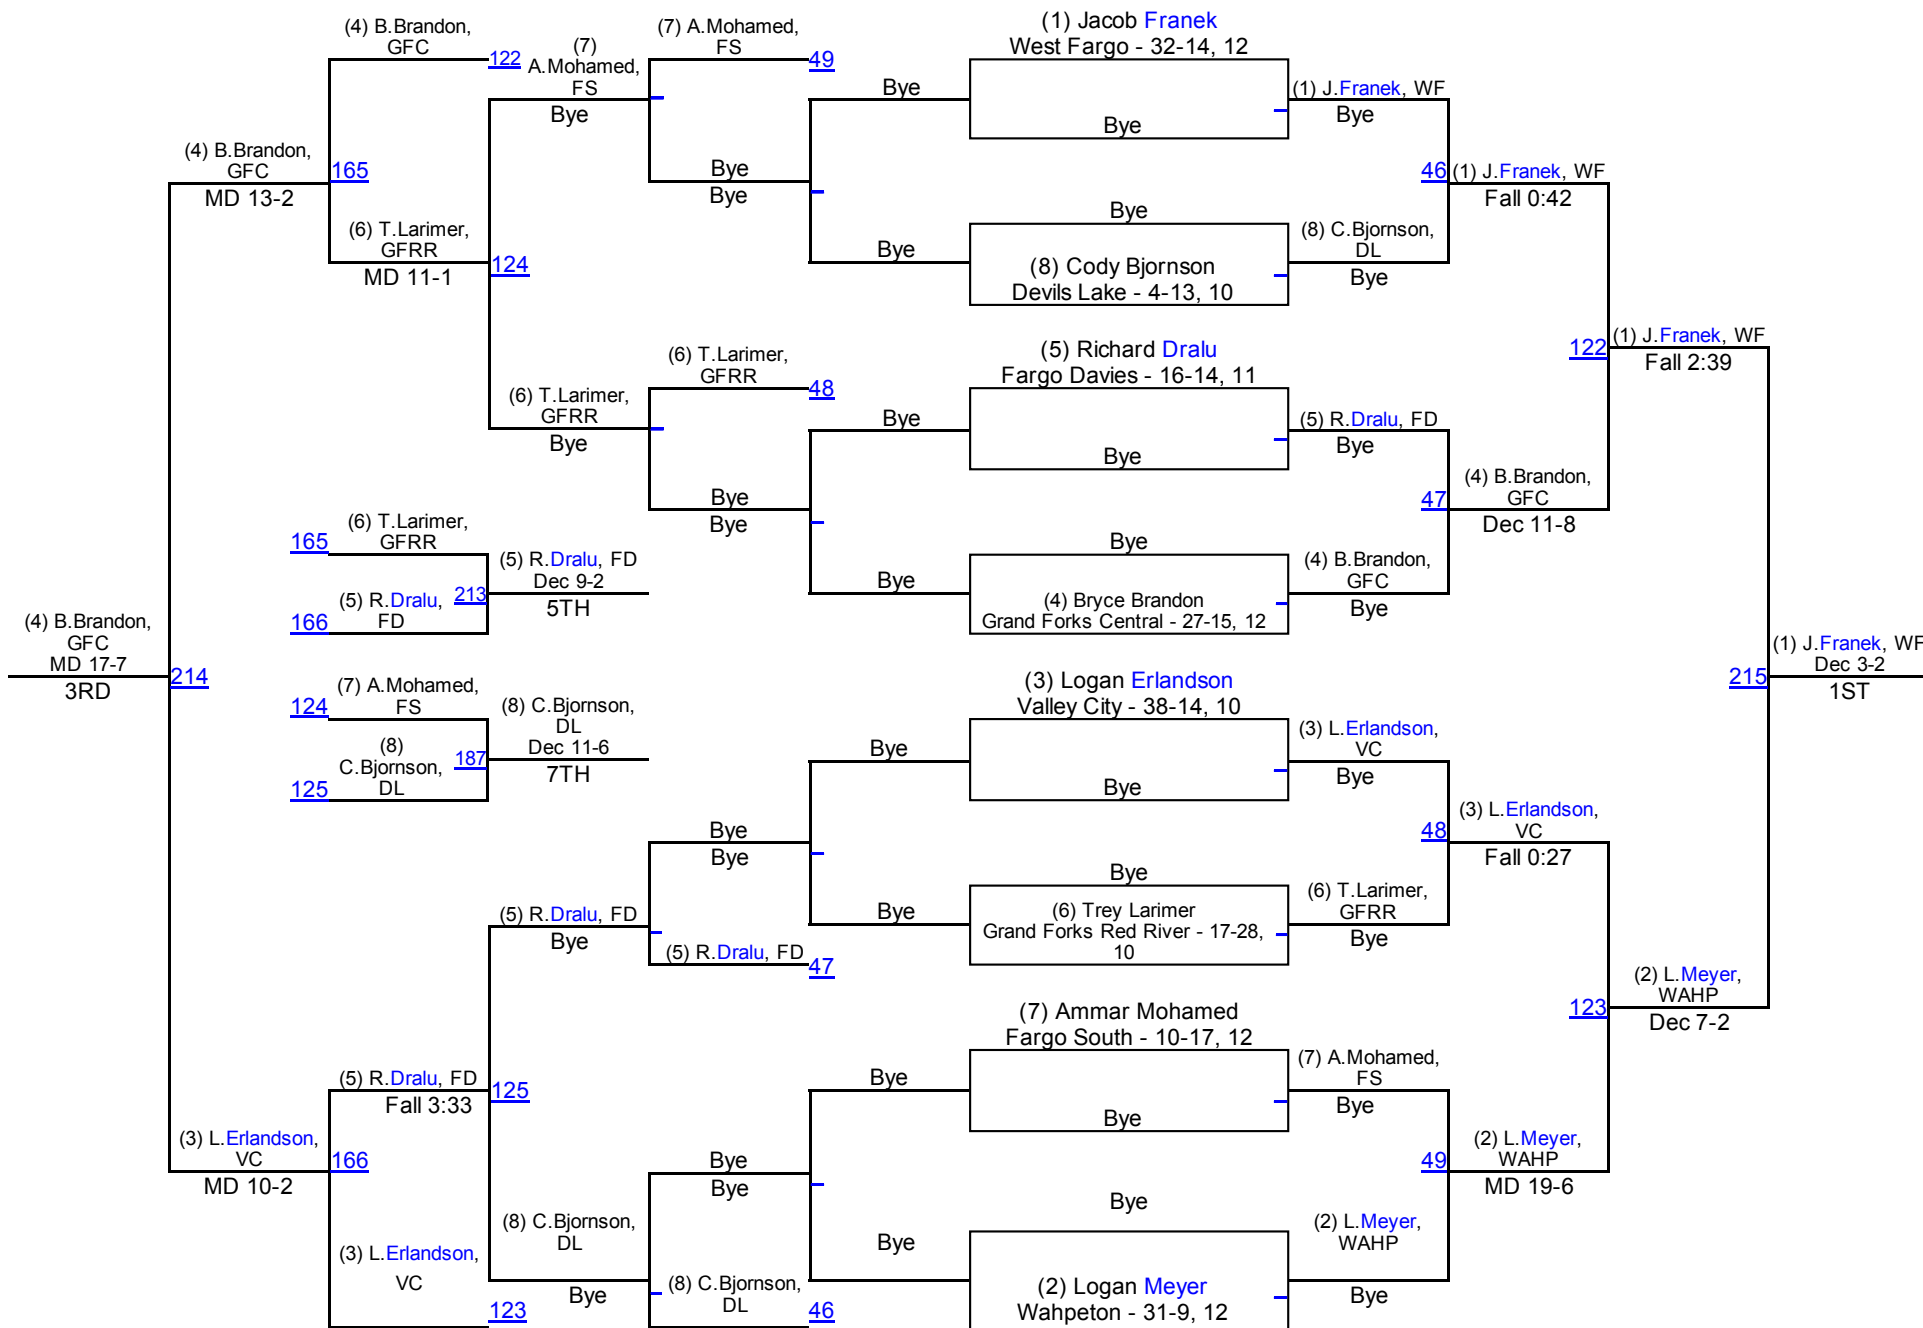 (4) B.Brandon,
GFC
122
(4) B.Brandon,
GFC
165
MD 13-2
(6) T.Larimer,
GFRR
MD 11-1
124
(7)
A.Mohamed,
FS
Bye
(7) A.Mohamed,
FS
49
Bye
Bye
(6) T.Larimer,
GFRR
Bye
(6) T.Larimer,
GFRR
48
Bye
Bye
165
(6) T.Larimer,
GFRR
166
(5) R.Dralu,
FD
213
(5) R.Dralu, FD
Dec 9-2
5TH
(4) B.Brandon,
GFC
MD 17-7
3RD
214
124
(7) A.Mohamed,
FS
125
(8)
C.Bjornson,
DL
187
(8) C.Bjornson,
DL
Dec 11-6
7TH
Bye
Bye
(5) R.Dralu, FD
Bye
(5) R.Dralu, FD
47
(5) R.Dralu, FD
Fall 3:33
125
(3) L.Erlandson,
VC
MD 10-2
166
(3) L.Erlandson,
VC
123
Bye
Bye
(8) C.Bjornson,
DL
Bye
(8) C.Bjornson,
DL
46
(1) Jacob Franek
West Fargo - 32-14, 12
Bye
Bye
Bye
Bye
(8) Cody Bjornson
Devils Lake - 4-13, 10
(1) J.Franek, WF
Bye
46
(8) C.Bjornson,
DL
Bye
(1) J.Franek, WF
Fall 0:42
(5) Richard Dralu
Fargo Davies - 16-14, 11
Bye
Bye
Bye
Bye
(4) Bryce Brandon
Grand Forks Central - 27-15, 12
(5) R.Dralu, FD
Bye
47
(4) B.Brandon,
GFC
Bye
(4) B.Brandon,
GFC
Dec 11-8
122
(1) J.Franek, WF
Fall 2:39
(3) Logan Erlandson
Valley City - 38-14, 10
Bye
Bye
Bye
Bye
(6) Trey Larimer
Grand Forks Red River - 17-28,
10
(3) L.Erlandson,
VC
Bye
48
(6) T.Larimer,
GFRR
Bye
(3) L.Erlandson,
VC
Fall 0:27
(7) Ammar Mohamed
Fargo South - 10-17, 12
Bye
Bye
Bye
Bye
(2) Logan Meyer
Wahpeton - 31-9, 12
(7) A.Mohamed,
FS
Bye
49
(2) L.Meyer,
WAHP
Bye
(2) L.Meyer,
WAHP
MD 19-6
123
(2) L.Meyer,
WAHP
Dec 7-2
215
(1) J.Franek, WF
Dec 3-2
1ST